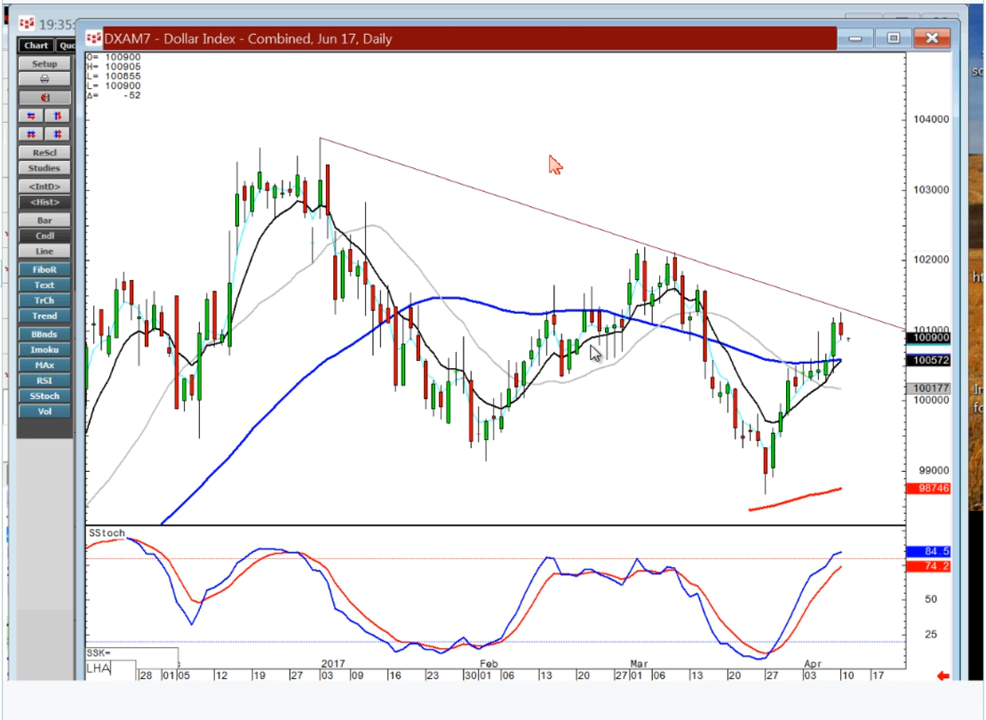 19:35:
DXAM7 - Dollar Index - Combined, Jun 17, Daily
Chart
Quo
Setup
ReScl
Studies
<IntD>
<Hist>
Bar
Cndl
Line
FiboR
Text
TrCh
Trend
BBnds
Imoku
MAx
RSI
SStoch
Vol
O= 100900
H= 100905
L= 100855
L= 100900
Δ= -52
104000
103000
102000
101000
100900
100572
100177
100000
99000
98746
SStoch
84.5
74.2
50
25
SSK=
LHA
2017 Feb Mar Apr
28 01 05 12 19 27 03 09 16 23 30 01 06 13 20 27 01 06 13 20 27 03 10 17